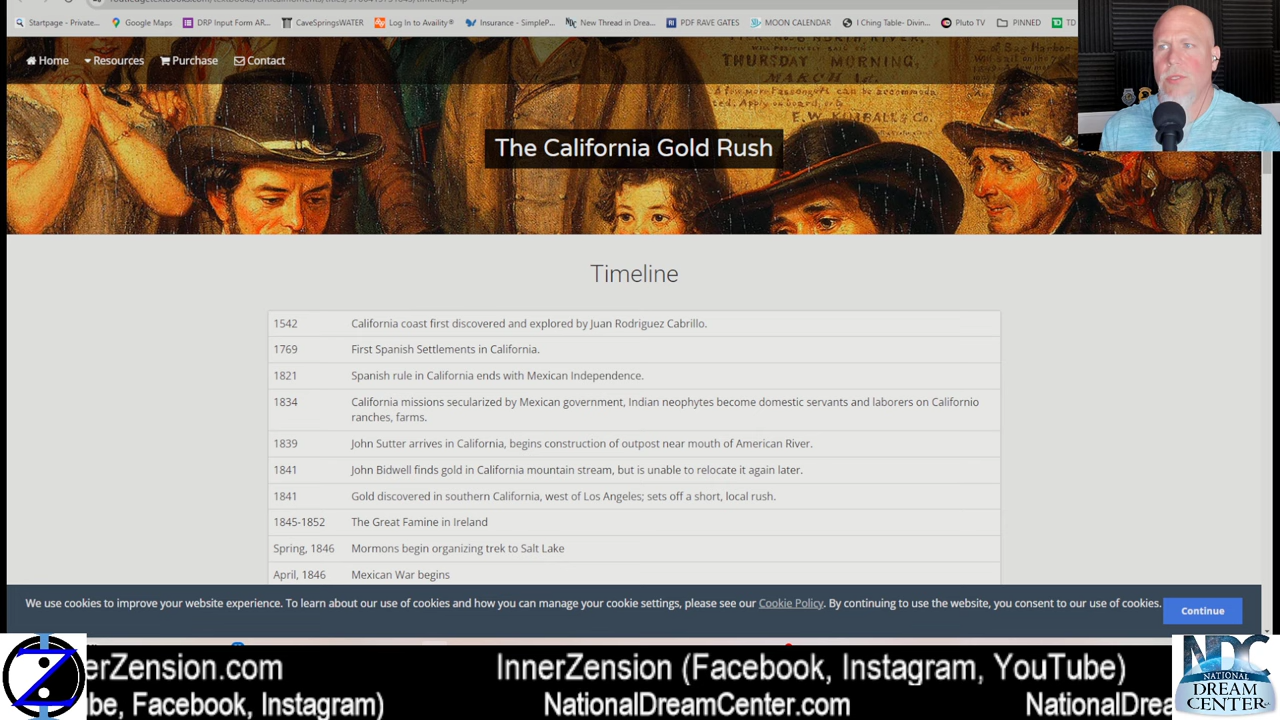 Startpage - Private...
Google Maps
DRP Input Form AR...
CaveSpringsWATER
Log In to Availity®
Insurance - SimpleP...
New Thread in Drea...
PDF RAVE GATES
MOON CALENDAR
I Ching Table- Divin...
Pluto TV
PINNED
TD
Home
Resources
Purchase
Contact
THURSDAY MORNING,
E.W. KIMBALL & Co.
The California Gold Rush
Timeline
1542 California coast first discovered and explored by Juan Rodriguez Cabrillo.
1769 First Spanish Settlements in California.
1821 Spanish rule in California ends with Mexican Independence.
1834 California missions secularized by Mexican government, Indian neophytes become domestic servants and laborers on Californio
ranches, farms.
1839 John Sutter arrives in California, begins construction of outpost near mouth of American River.
1841 John Bidwell finds gold in California mountain stream, but is unable to relocate it again later.
1841 Gold discovered in southern California, west of Los Angeles; sets off a short, local rush.
1845-1852 The Great Famine in Ireland
Spring, 1846 Mormons begin organizing trek to Salt Lake
April, 1846 Mexican War begins
We use cookies to improve your website experience. To learn about our use of cookies and how you can manage your cookie settings, please see our Cookie Policy. By continuing to use the website, you consent to our use of cookies.
Continue
erZension.com InnerZension (Facebook, Instagram, YouTube)
be, Facebook, Instagram) NationalDreamCenter.com NationalDreamCe
NDC
NATIONAL
DREAM
CENTER